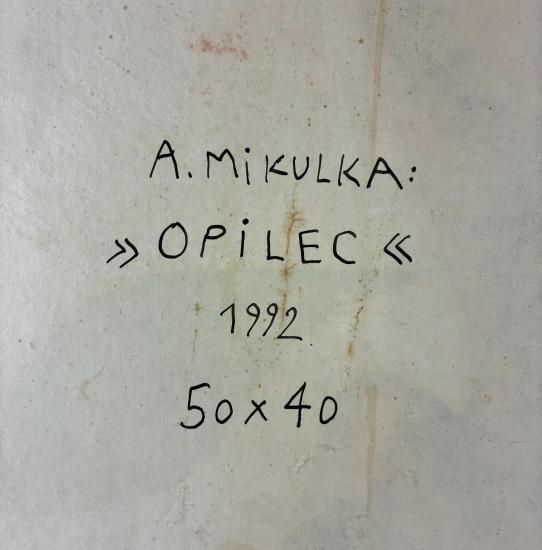 A. MiKULKA:
» OPiLEC «
1992
50 x 40